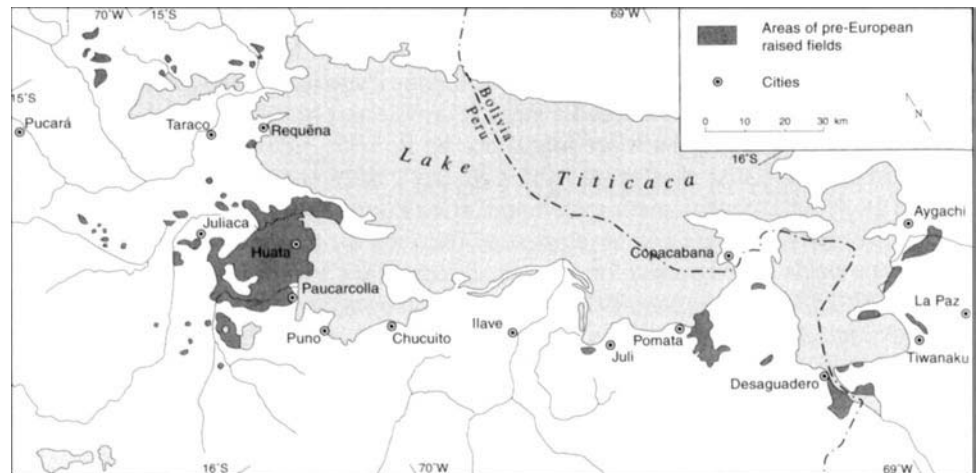 70°W
15°S
69°W
Areas of pre-European
raised fields
Cities
0 10 20 30 km
N
15°S
Pucará
Taraco
Requëna
Bolivia
Peru
Lake Titicaca
16°S
Juliaca
Huata
Copacabana
Aygachi
Paucarcolla
La Paz
Puno
Chucuito
Ilave
Juli
Pomata
Tiwanaku
Desaguadero
16°S
70°W
69°W